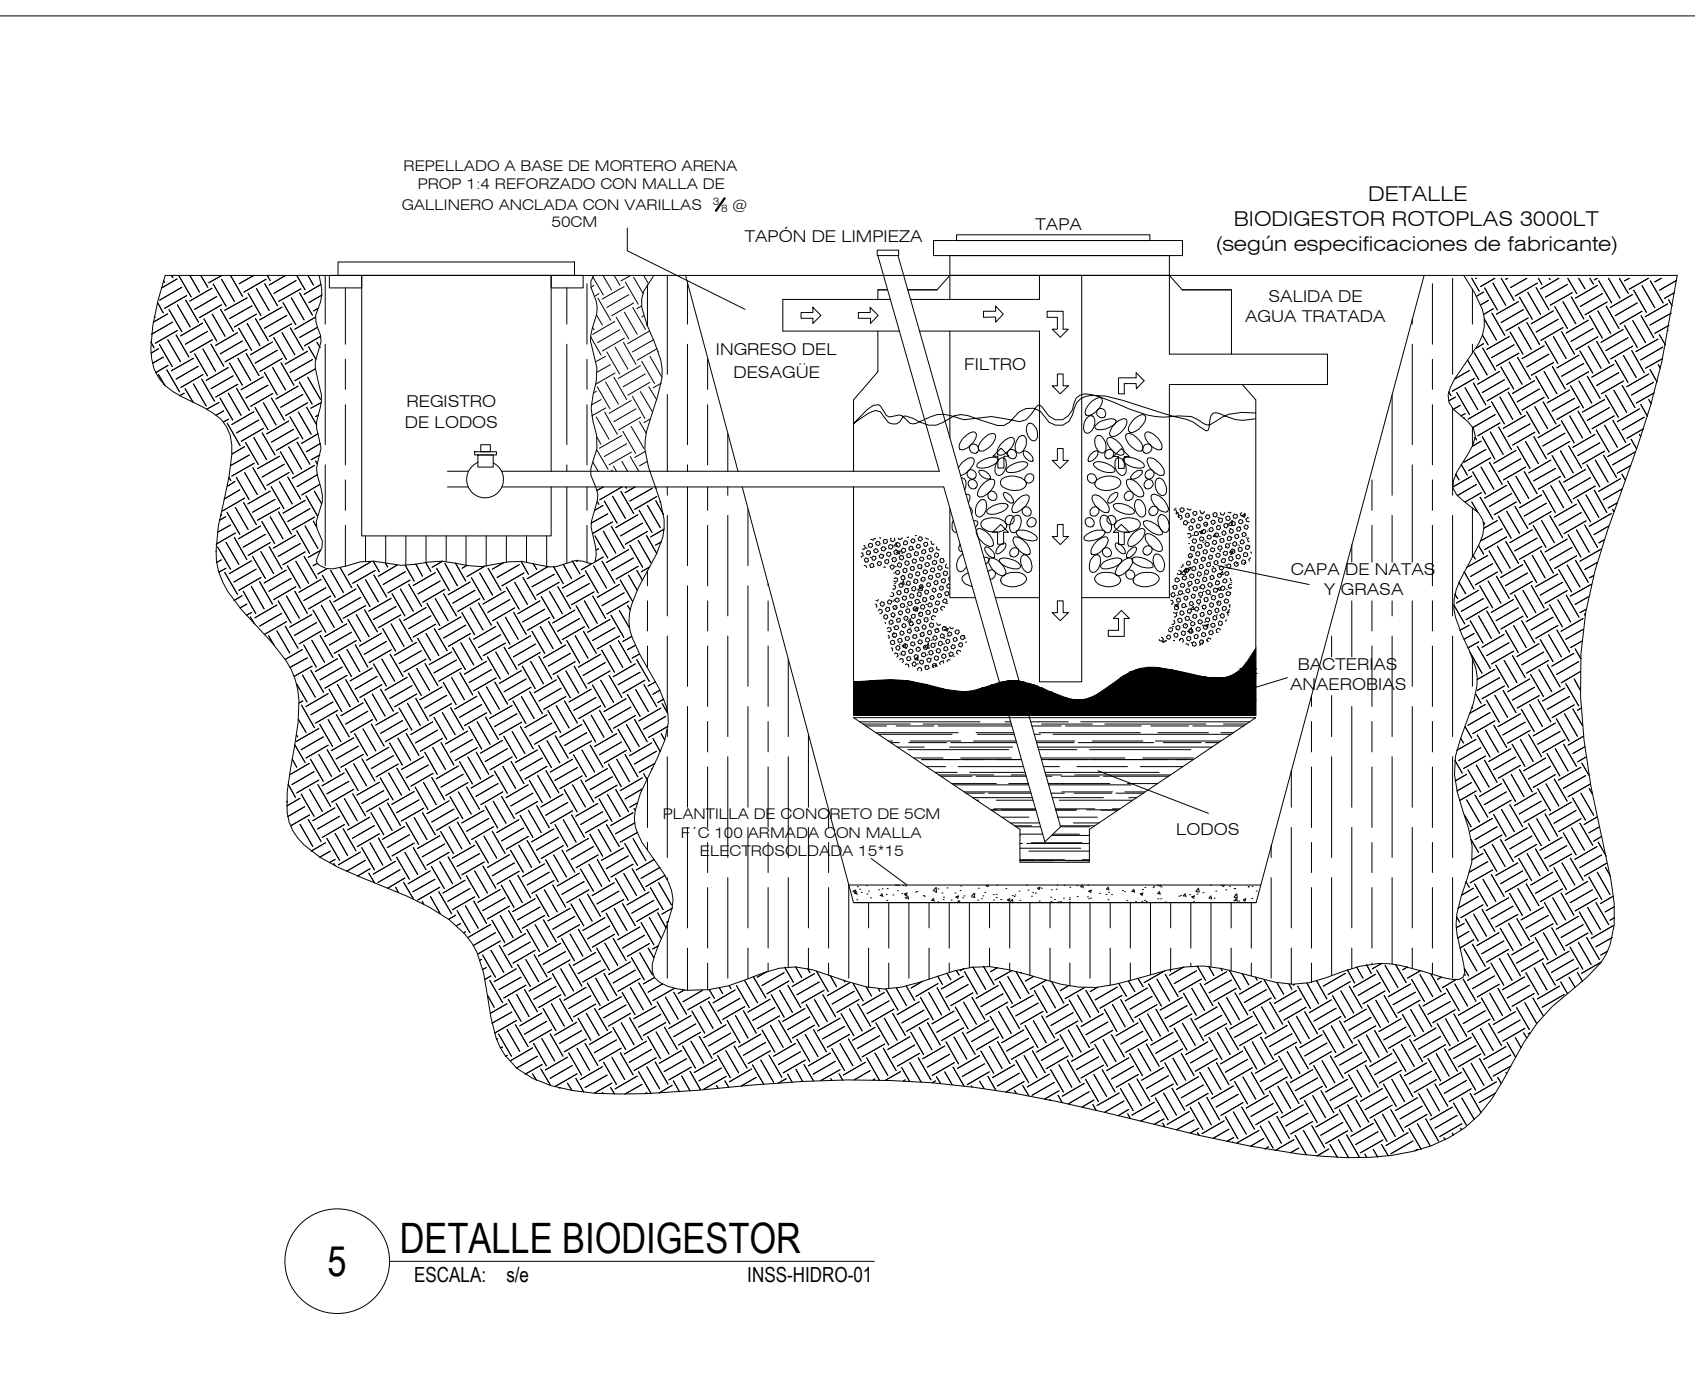 REPELLADO A BASE DE MORTERO ARENA
PROP 1:4 REFORZADO CON MALLA DE
GALLINERO ANCLADA CON VARILLAS 3/8 @
50CM
TAPÓN DE LIMPIEZA
TAPA
DETALLE
BIODIGESTOR ROTOPLAS 3000LT
(según especificaciones de fabricante)
SALIDA DE
AGUA TRATADA
INGRESO DEL
DESAGÜE
FILTRO
REGISTRO
DE LODOS
CAPA DE NATAS
Y GRASA
BACTERIAS
ANAEROBIAS
PLANTILLA DE CONCRETO DE 5CM
F´C 100 ARMADA CON MALLA
ELECTROSOLDADA 15*15
LODOS
5
DETALLE BIODIGESTOR
ESCALA: s/e
INSS-HIDRO-01